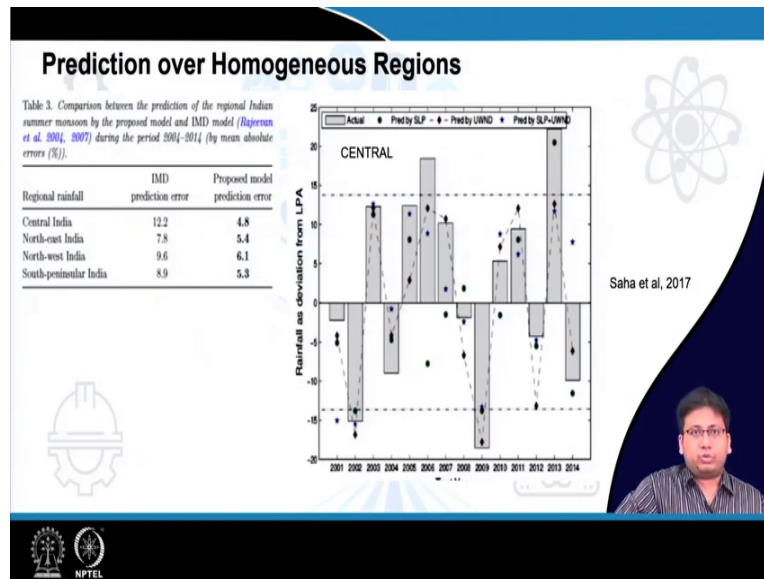 Prediction over Homogeneous Regions
Table 3. Comparison between the prediction of the regional Indian
summer monsoon by the proposed model and IMD model (Rajeevan
et al. 2004, 2007) during the period 2004–2014 (by mean absolute
errors (%)).
Regional rainfall IMD prediction error Proposed model prediction error
Central India 12.2 4.8
North-east India 7.8 5.4
North-west India 9.6 6.1
South-peninsular India 8.9 5.3
Actual Pred by SLP Pred by UWND Pred by SLP+UWND
CENTRAL
Rainfall as deviation from LPA
25
20
15
10
5
0
-5
-10
-15
-20
2001 2002 2003 2004 2005 2006 2007 2008 2009 2010 2011 2012 2013 2014
Saha et al, 2017
NPTEL